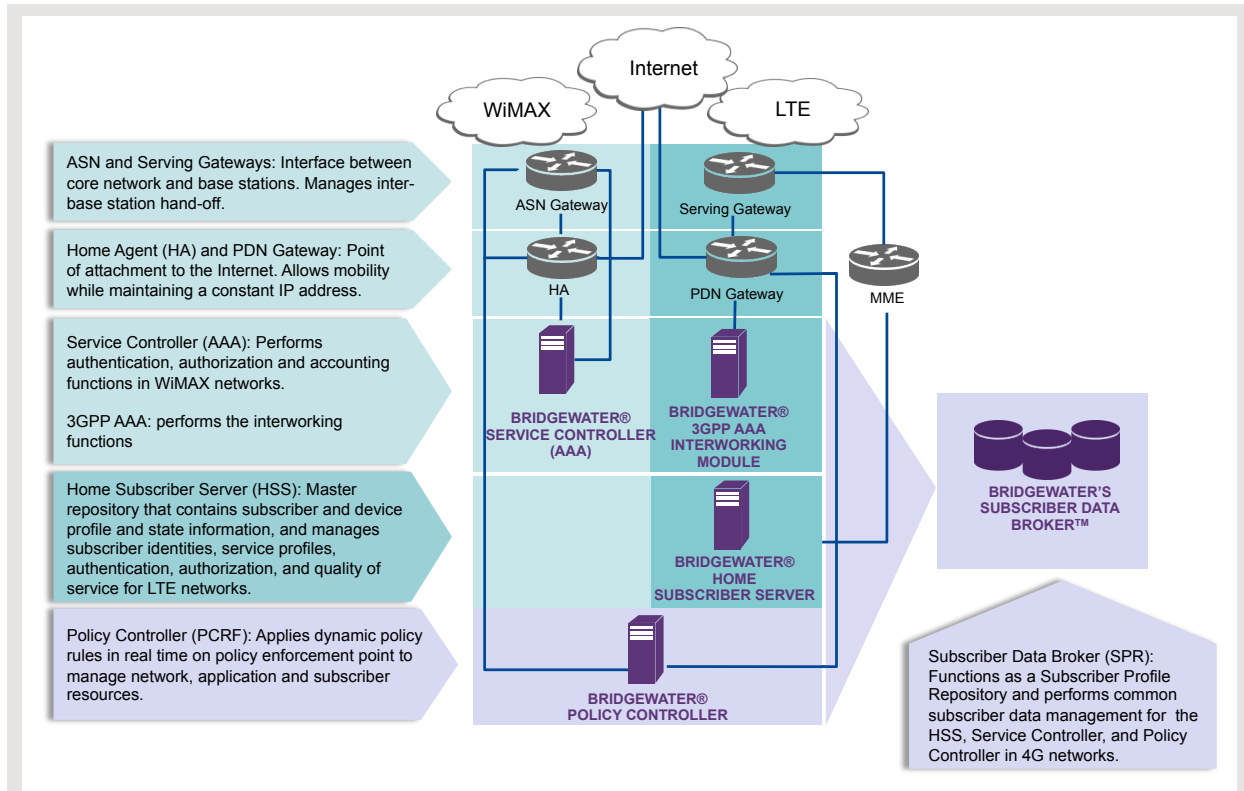 Internet
WiMAX
LTE
ASN and Serving Gateways: Interface between
core network and base stations. Manages inter-
base station hand-off.
ASN Gateway
Serving Gateway
Home Agent (HA) and PDN Gateway: Point
of attachment to the Internet. Allows mobility
while maintaining a constant IP address.
HA
PDN Gateway
MME
Service Controller (AAA): Performs
authentication, authorization and accounting
functions in WiMAX networks.
3GPP AAA: performs the interworking
functions
BRIDGEWATER®
SERVICE CONTROLLER
(AAA)
BRIDGEWATER®
3GPP AAA
INTERWORKING
MODULE
Home Subscriber Server (HSS): Master
repository that contains subscriber and device
profile and state information, and manages
subscriber identities, service profiles,
authentication, authorization, and quality of
service for LTE networks.
BRIDGEWATER®
HOME
SUBSCRIBER SERVER
BRIDGEWATER'S
SUBSCRIBER DATA
BROKER™
Policy Controller (PCRF): Applies dynamic policy
rules in real time on policy enforcement point to
manage network, application and subscriber
resources.
BRIDGEWATER®
POLICY CONTROLLER
Subscriber Data Broker (SPR):
Functions as a Subscriber Profile
Repository and performs common
subscriber data management for the
HSS, Service Controller, and Policy
Controller in 4G networks.